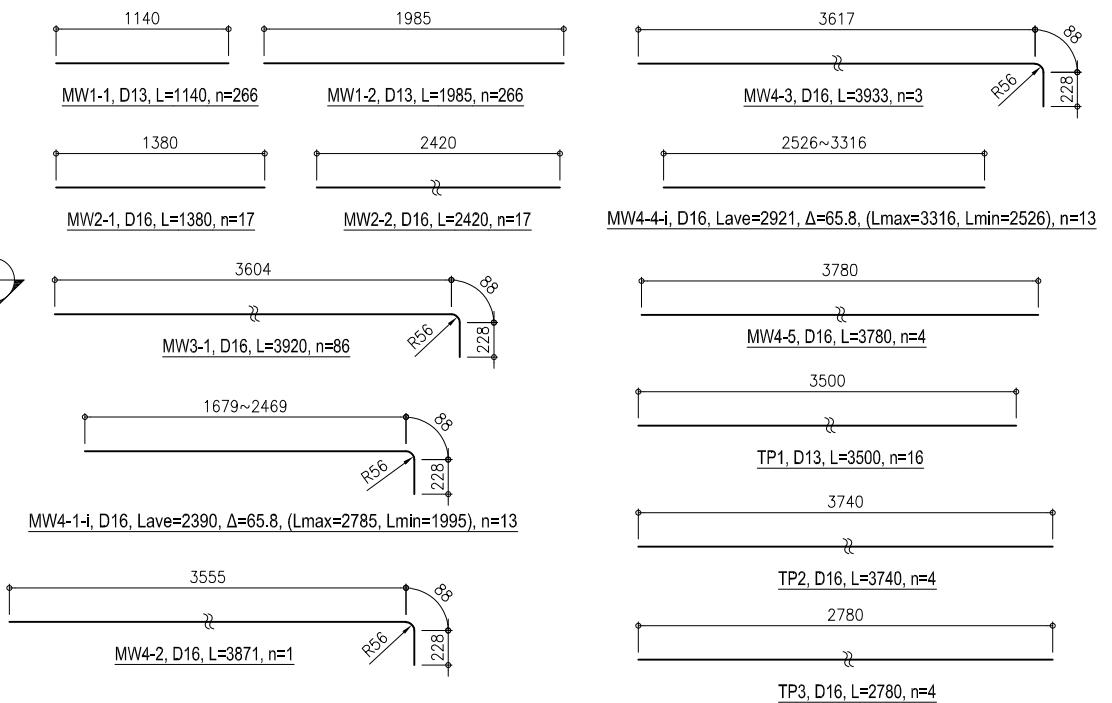 1140
MW1-1, D13, L=1140, n=266
1985
MW1-2, D13, L=1985, n=266
1380
MW2-1, D16, L=1380, n=17
2420
MW2-2, D16, L=2420, n=17
3604
88
R56
228
MW3-1, D16, L=3920, n=86
1679~2469
88
R56
228
MW4-1-i, D16, Lave=2390, Δ=65.8, (Lmax=2785, Lmin=1995), n=13
3555
88
R56
228
MW4-2, D16, L=3871, n=1
3617
88
R56
228
MW4-3, D16, L=3933, n=3
2526~3316
MW4-4-i, D16, Lave=2921, Δ=65.8, (Lmax=3316, Lmin=2526), n=13
3780
MW4-5, D16, L=3780, n=4
3500
TP1, D13, L=3500, n=16
3740
TP2, D16, L=3740, n=4
2780
TP3, D16, L=2780, n=4